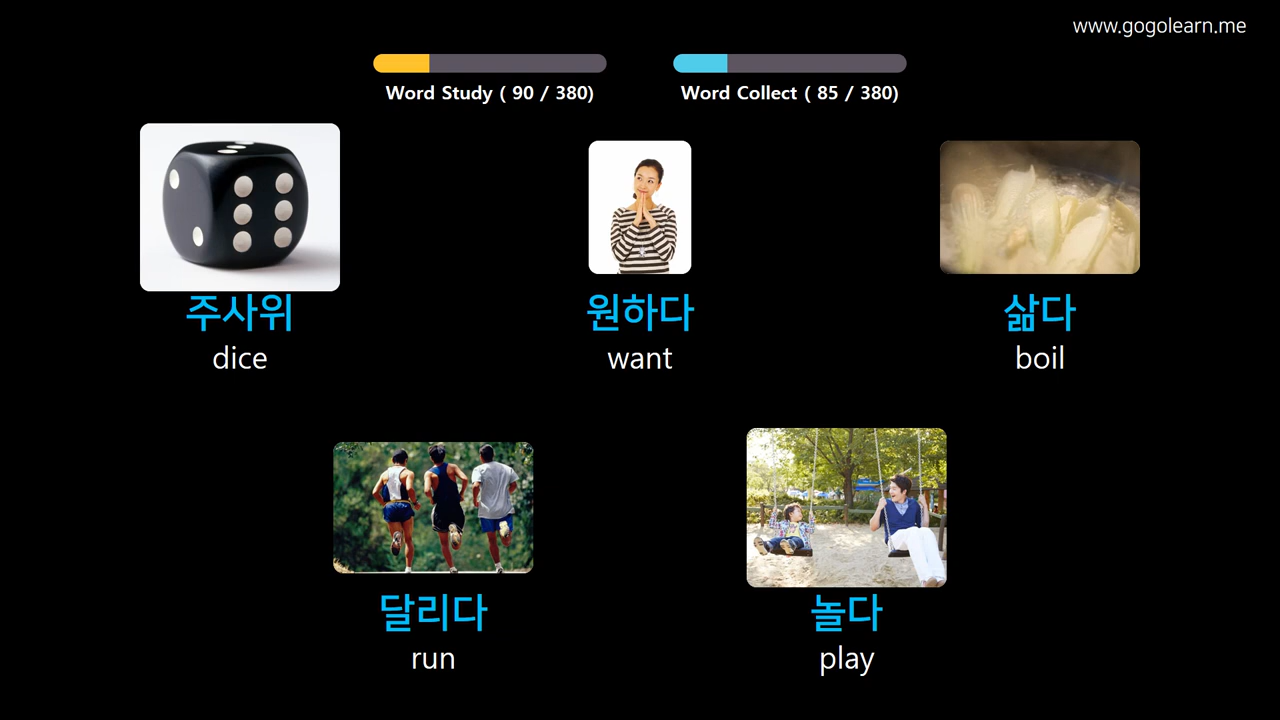 www.gogolearn.me
Word Study ( 90 / 380)
Word Collect ( 85 / 380)
주사위
dice
원하다
want
삶다
boil
달리다
run
놀다
play